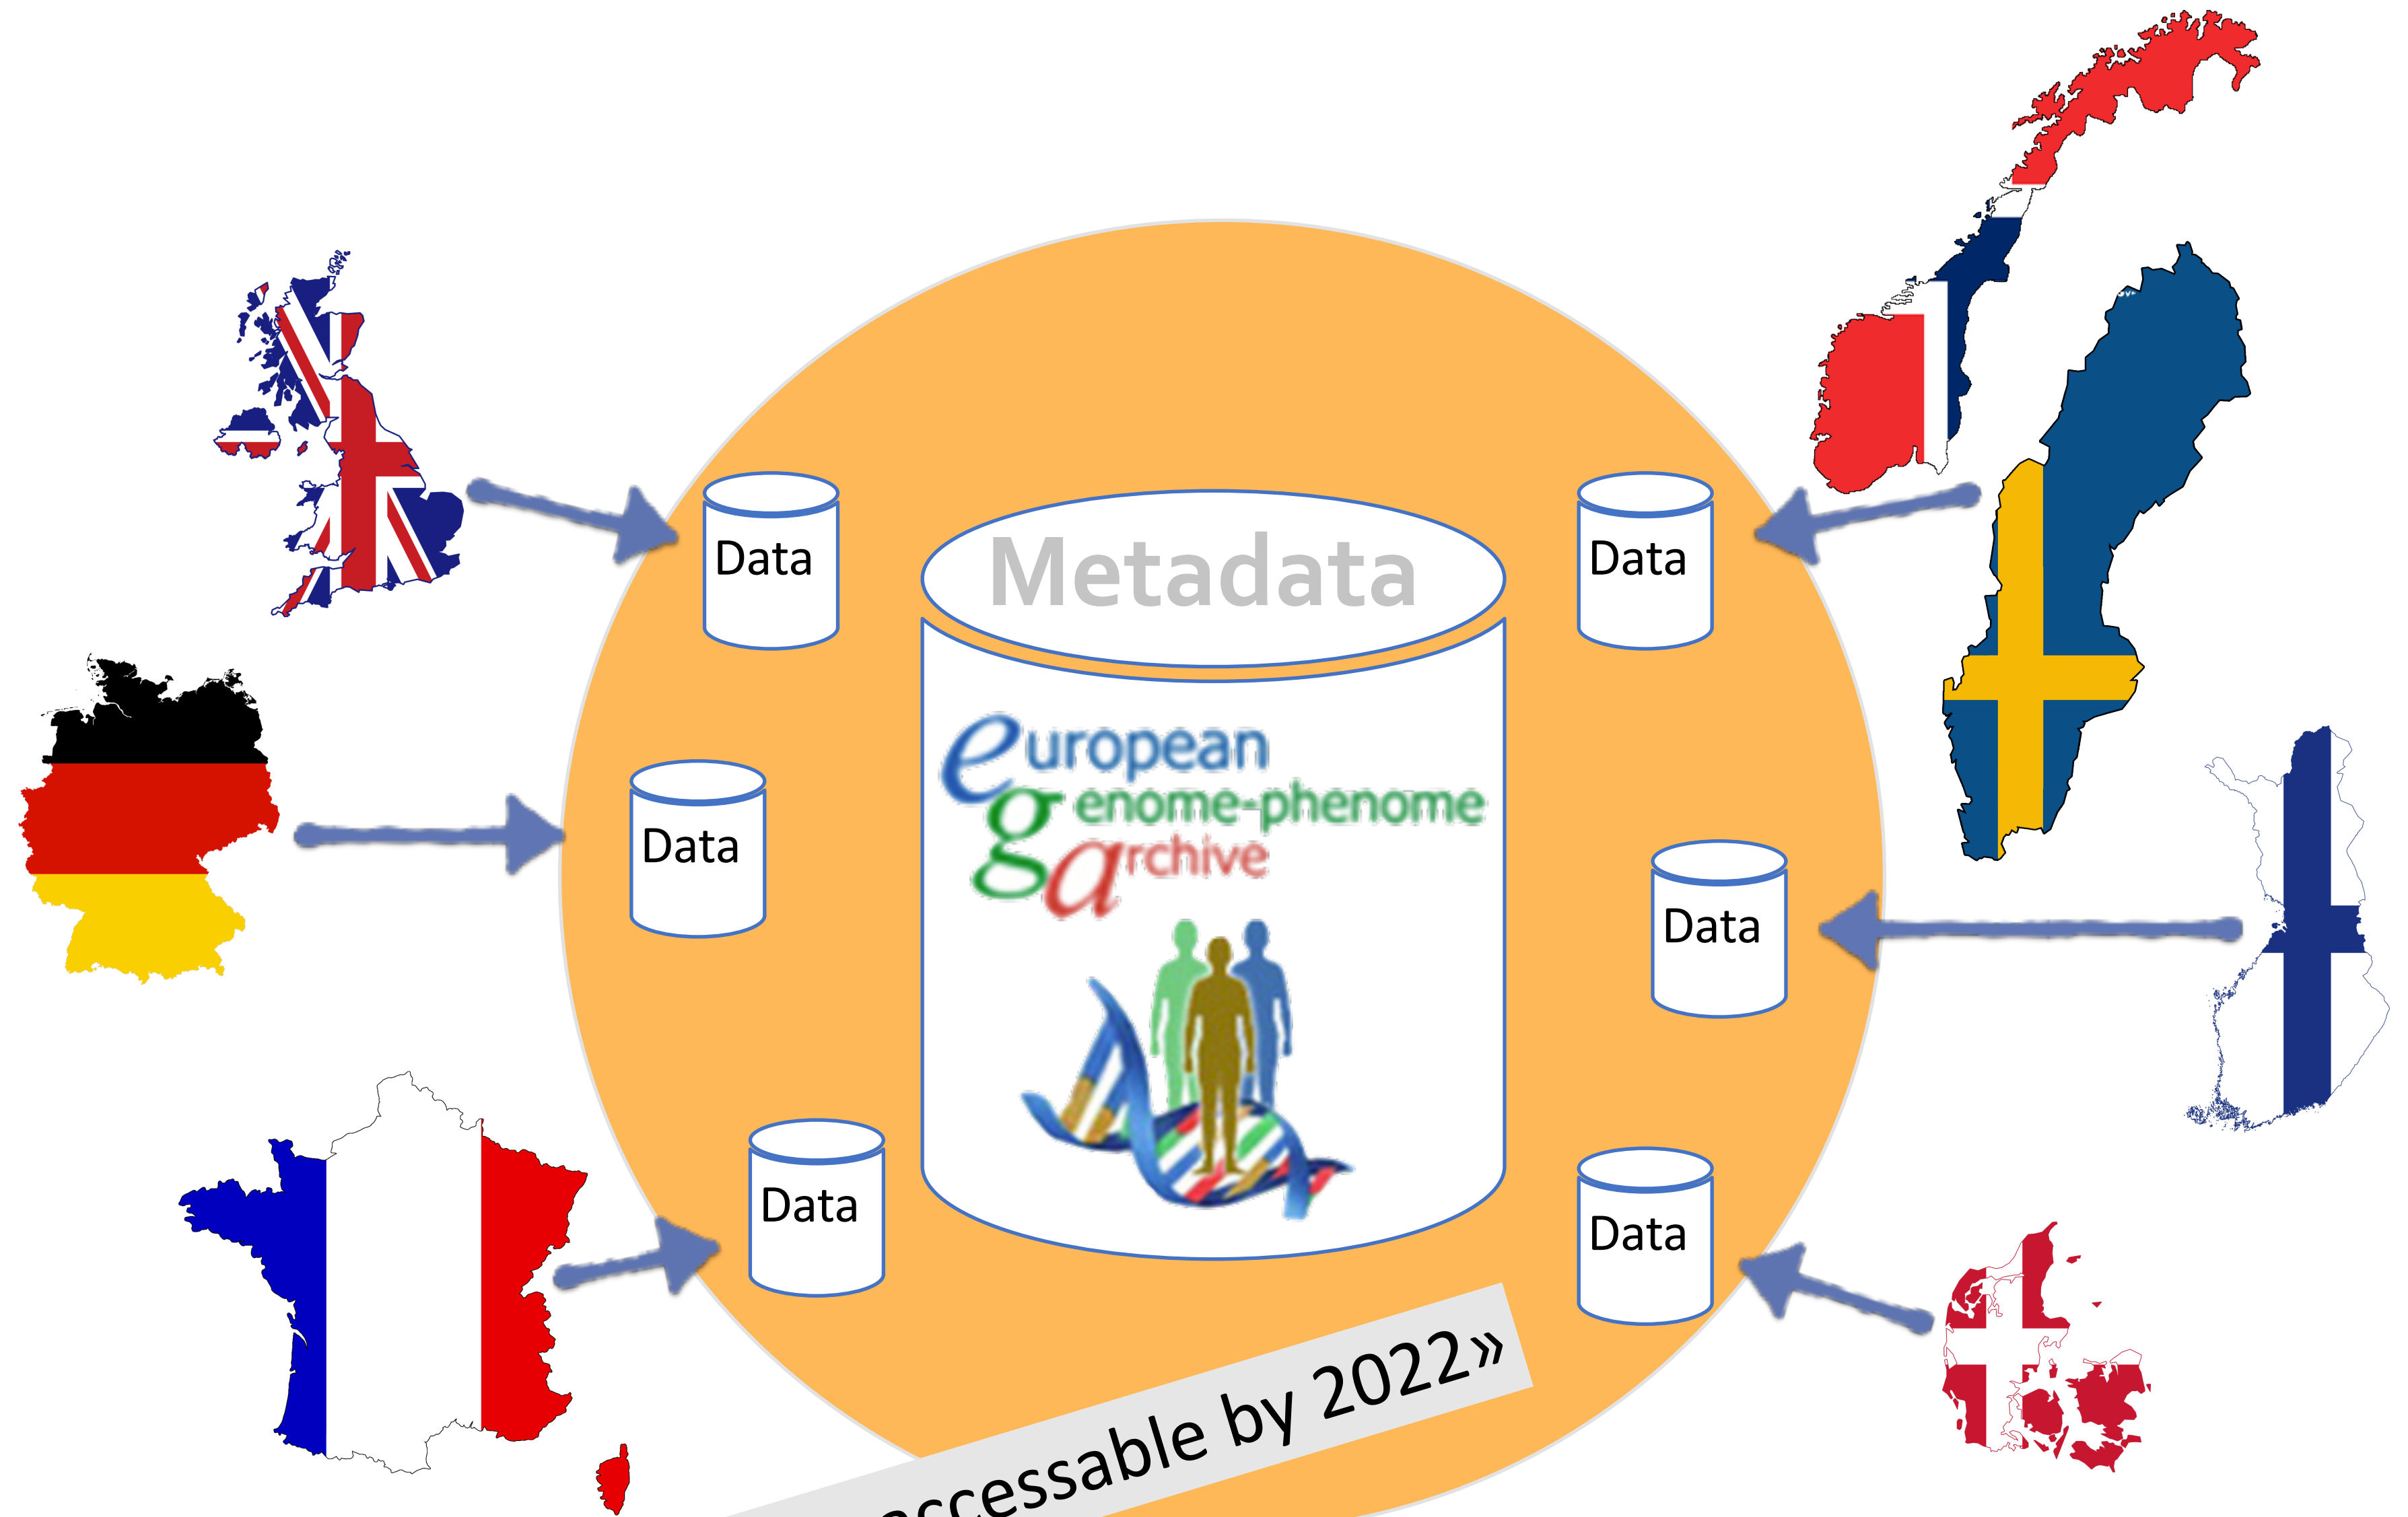 Data
Metadata
Data
european
genome-phenome
archive
Data
Data
Data
Data
accessable by 2022»